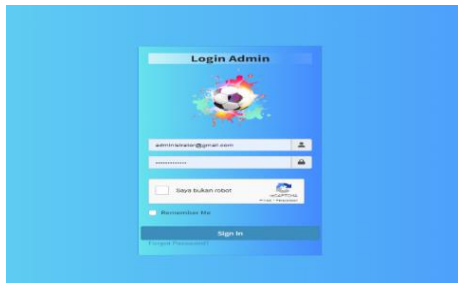 Login Admin
administrator@gmail.com
Saya bukan robot
reCAPTCHA
Remember Me
Sign In
Forgot Password?